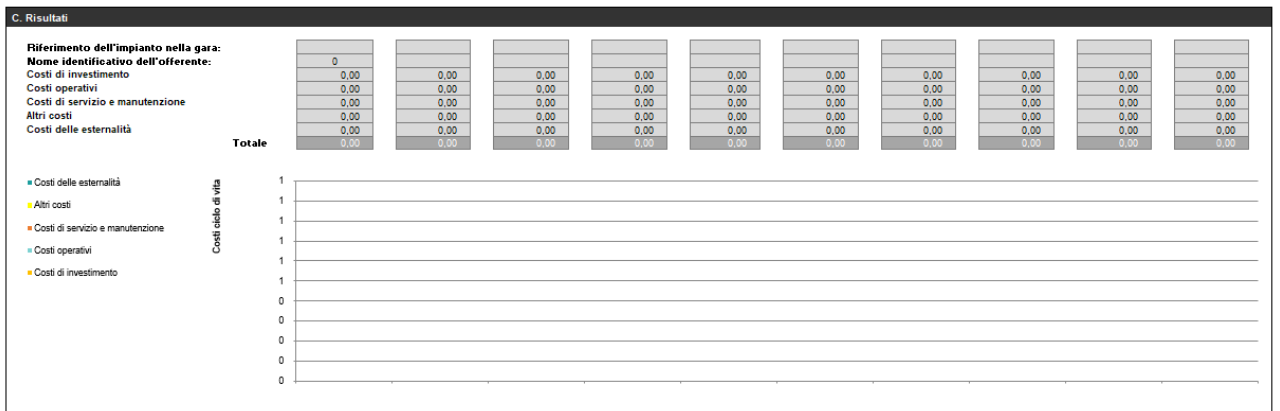 C. Risultati
Riferimento dell'impianto nella gara:
Nome identificativo dell'offerente: 0
Costi di investimento 0,00 0,00 0,00 0,00 0,00 0,00 0,00 0,00 0,00 0,00
Costi operativi 0,00 0,00 0,00 0,00 0,00 0,00 0,00 0,00 0,00 0,00
Costi di servizio e manutenzione 0,00 0,00 0,00 0,00 0,00 0,00 0,00 0,00 0,00 0,00
Altri costi 0,00 0,00 0,00 0,00 0,00 0,00 0,00 0,00 0,00 0,00
Costi delle esternalità 0,00 0,00 0,00 0,00 0,00 0,00 0,00 0,00 0,00 0,00
Totale 0,00 0,00 0,00 0,00 0,00 0,00 0,00 0,00 0,00 0,00
Costi delle esternalità
Altri costi
Costi di servizio e manutenzione
Costi operativi
Costi di investimento
Costi ciclo di vita
1
1
1
1
1
1
0
0
0
0
0